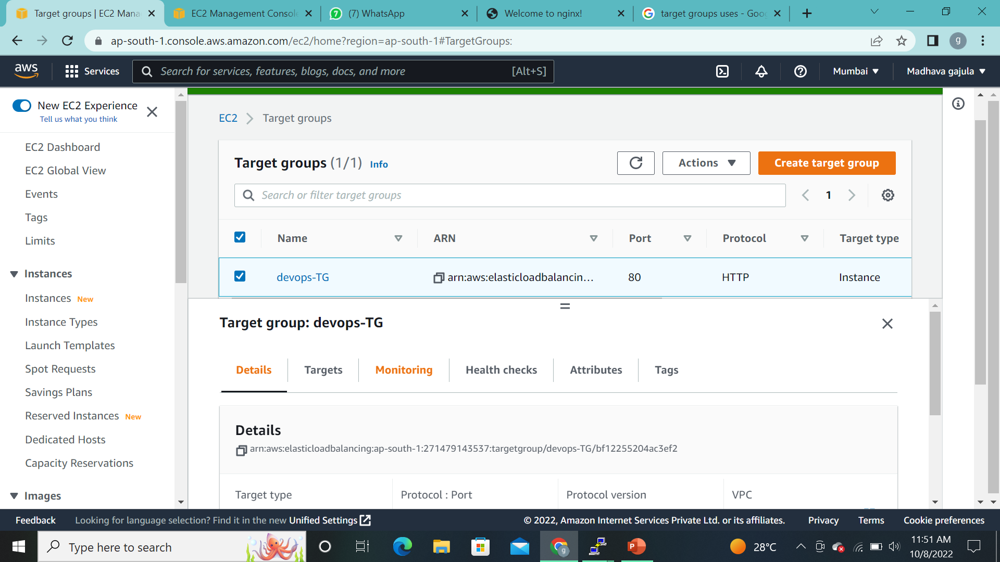 Target groups | EC2 Mana
EC2 Management Console
(7) WhatsApp
Welcome to nginx!
target groups uses - Goo
ap-south-1.console.aws.amazon.com/ec2/home?region=ap-south-1#TargetGroups:
g
aws
Services
Search for services, features, blogs, docs, and more
[Alt+S]
Mumbai
Madhava gajula
New EC2 Experience
Tell us what you think
EC2 Dashboard
EC2 Global View
Events
Tags
Limits
Instances
Instances New
Instance Types
Launch Templates
Spot Requests
Savings Plans
Reserved Instances New
Dedicated Hosts
Capacity Reservations
Images
EC2 > Target groups
Target groups (1/1) Info
Actions
Create target group
Search or filter target groups
1
Name ARN Port Protocol Target type
devops-TG arn:aws:elasticloadbalancin… 80 HTTP Instance
Target group: devops-TG
Details Targets Monitoring Health checks Attributes Tags
Details
arn:aws:elasticloadbalancing:ap-south-1:271479143537:targetgroup/devops-TG/bf12255204ac3ef2
Target type Protocol : Port Protocol version VPC
Feedback Looking for language selection? Find it in the new Unified Settings
© 2022, Amazon Internet Services Private Ltd. or its affiliates. Privacy Terms Cookie preferences
Type here to search
28°C
11:51 AM
10/8/2022